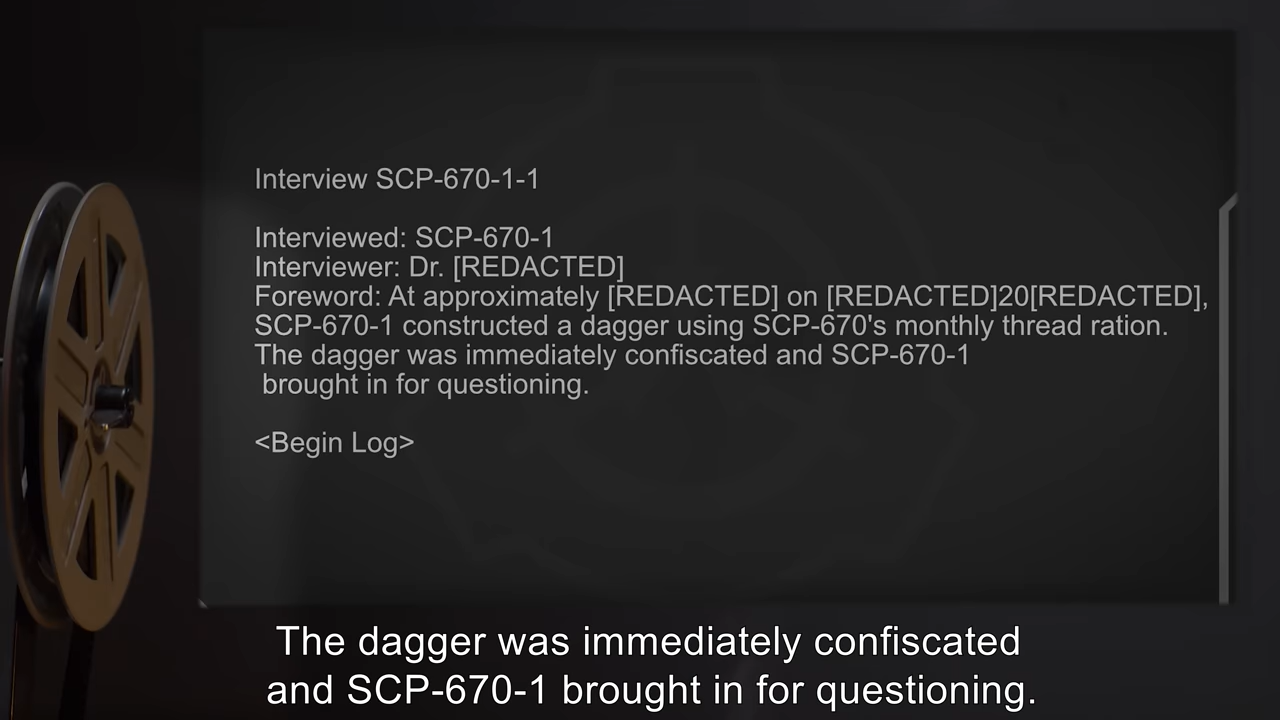 Interview SCP-670-1-1
Interviewed: SCP-670-1
Interviewer: Dr. [REDACTED]
Foreword: At approximately [REDACTED] on [REDACTED]20[REDACTED],
SCP-670-1 constructed a dagger using SCP-670's monthly thread ration.
The dagger was immediately confiscated and SCP-670-1
brought in for questioning.
<Begin Log>
The dagger was immediately confiscated
and SCP-670-1 brought in for questioning.